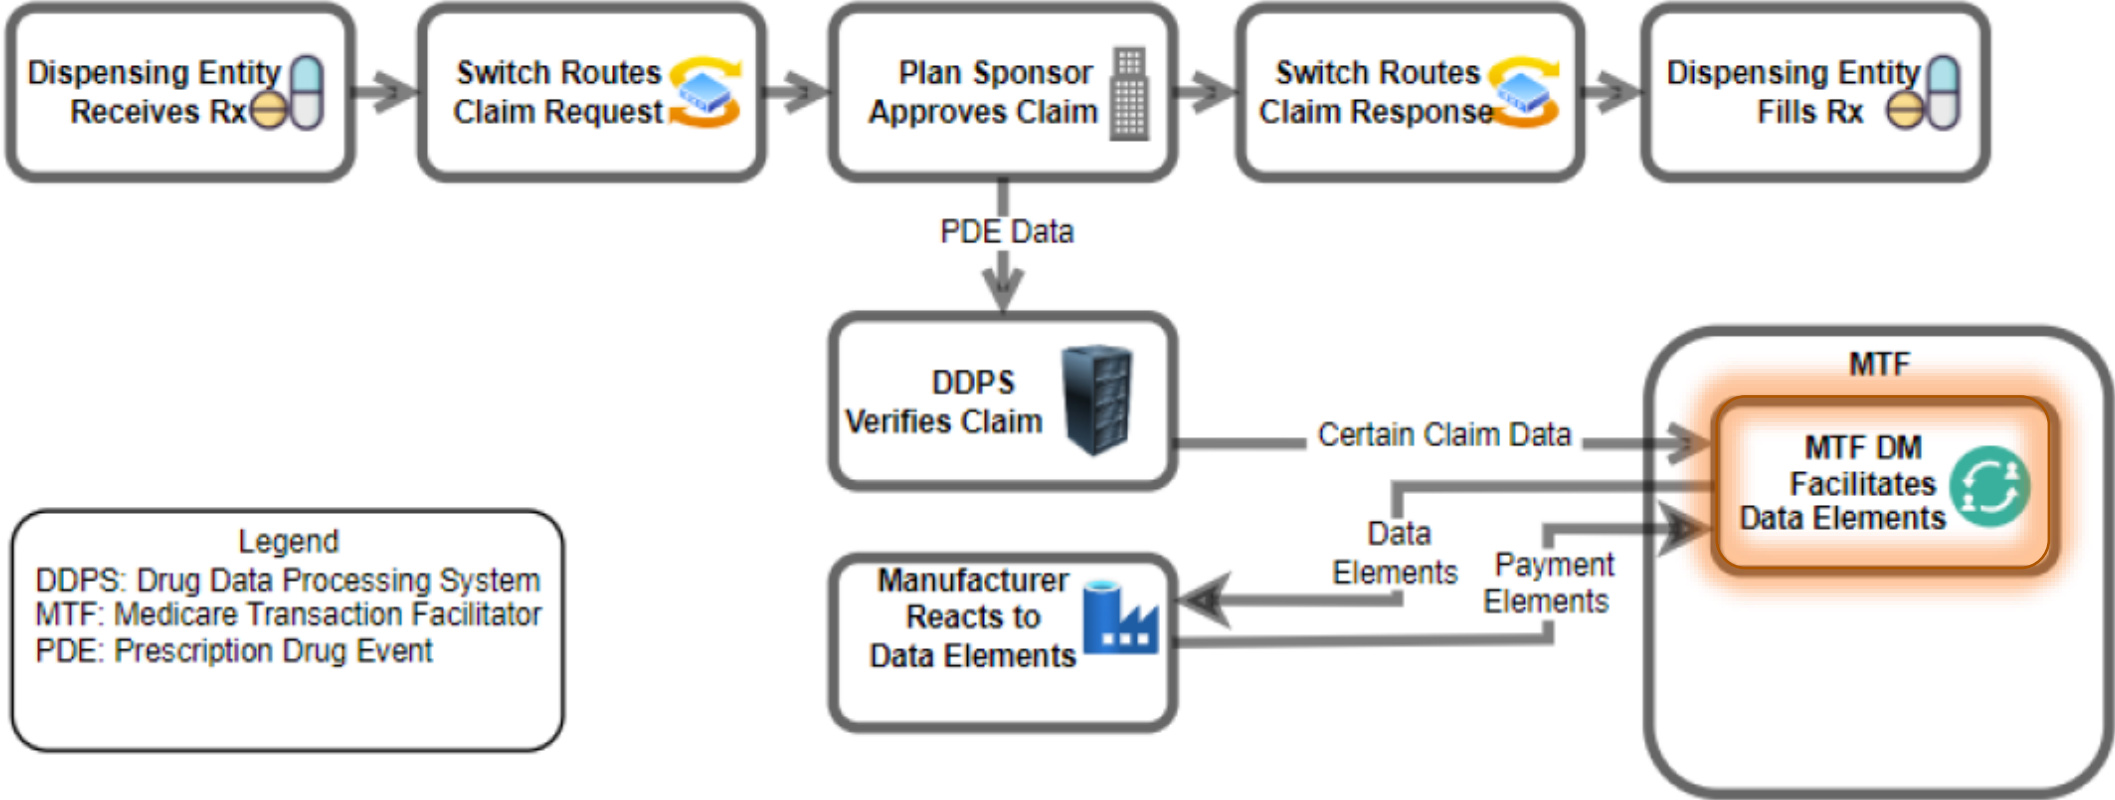 Dispensing Entity
Receives Rx
Switch Routes
Claim Request
Plan Sponsor
Approves Claim
Switch Routes
Claim Response
Dispensing Entity
Fills Rx
PDE Data
DDPS
Verifies Claim
Certain Claim Data
MTF
MTF DM
Facilitates
Data Elements
Data
Elements
Payment
Elements
Manufacturer
Reacts to
Data Elements
Legend
DDPS: Drug Data Processing System
MTF: Medicare Transaction Facilitator
PDE: Prescription Drug Event